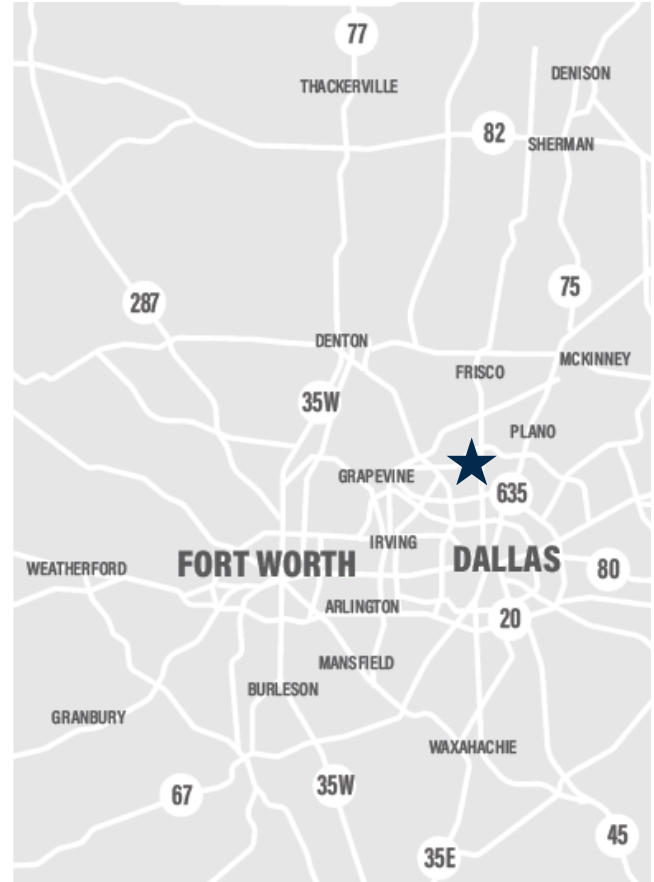 77
DENISON
THACKERVILLE
82
SHERMAN
75
287
DENTON
MCKINNEY
FRISCO
35W
PLANO
GRAPEVINE
635
IRVING
FORT WORTH
DALLAS
WEATHERFORD
80
ARLINGTON
20
MANSFIELD
BURLESON
GRANBURY
WAXAHACHIE
35W
67
45
35E